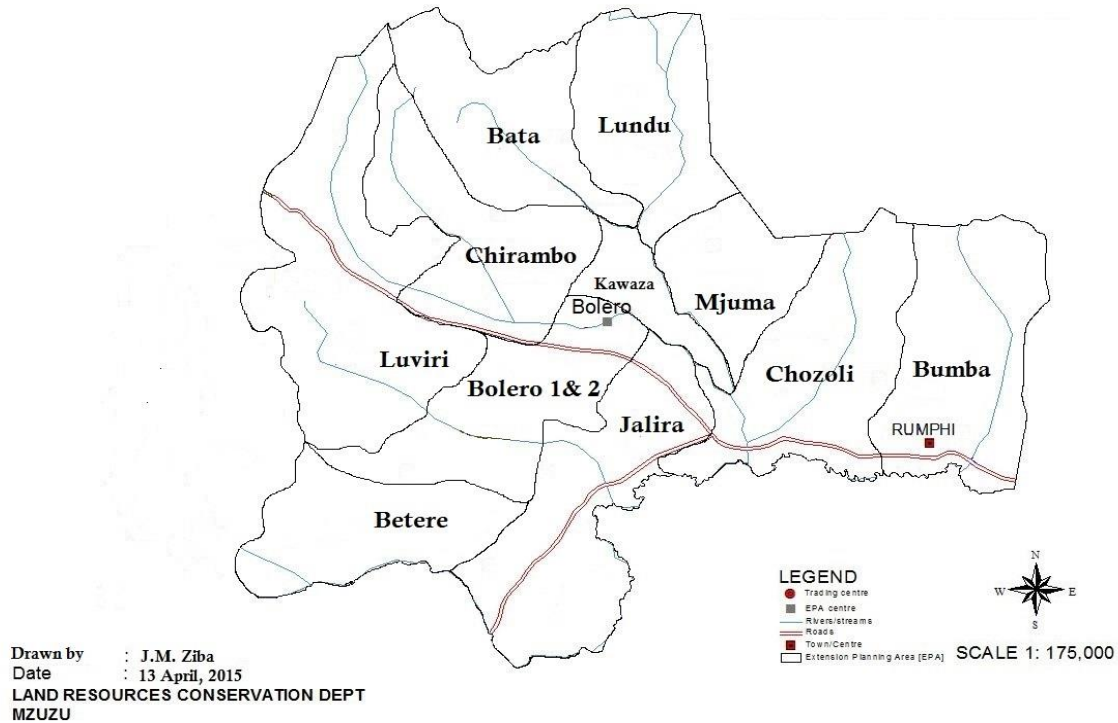 Bata
Lundu
Chirambo
Kawaza
Bolero
Mjuma
Luviri
Bolero 1& 2
Chozoli
Bumba
Jalira
RUMPHI
Betere
LEGEND
Trading centre
EPA centre
Rivers/streams
Roads
Town/Centre
Extension Planning Area [EPA]
N
W
E
S
SCALE 1: 175,000
Drawn by : J.M. Ziba
Date : 13 April, 2015
LAND RESOURCES CONSERVATION DEPT
MZUZU